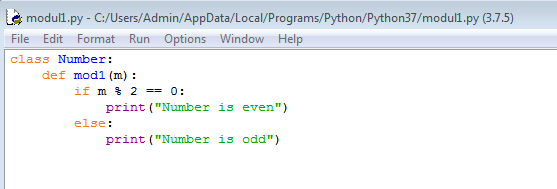 modul1.py - C:/Users/Admin/AppData/Local/Programs/Python/Python37/modul1.py (3.7.5)
File Edit Format Run Options Window Help
class Number:
    def mod1(m):
        if m % 2 == 0:
            print("Number is even")
        else:
            print("Number is odd")